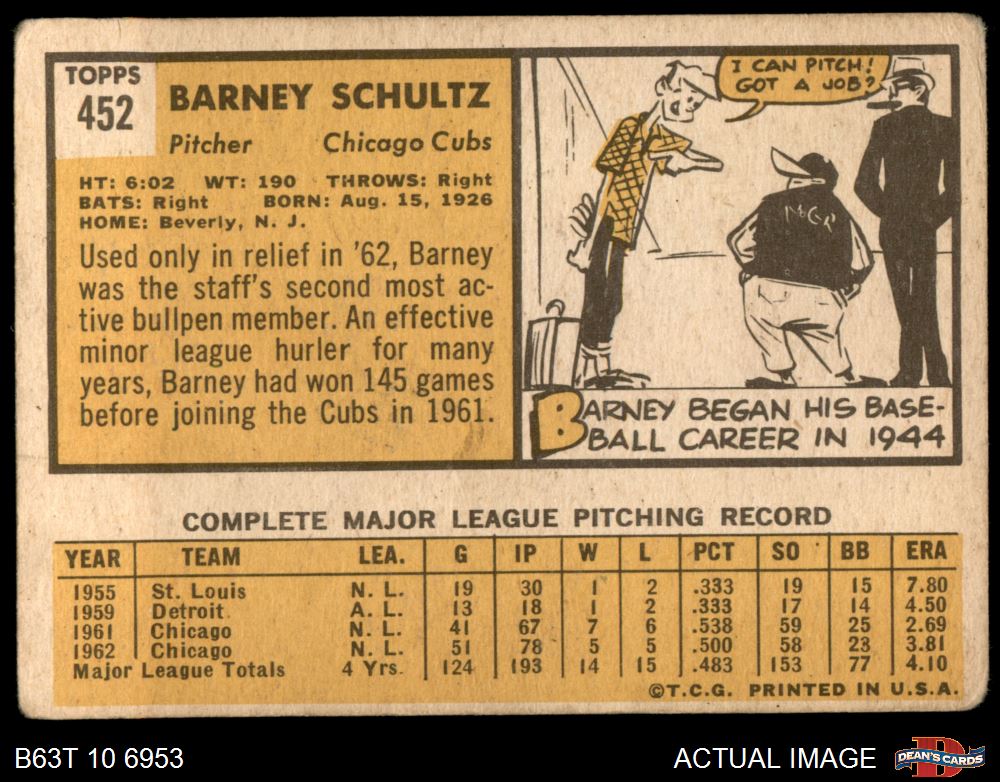 TOPPS
452
BARNEY SCHULTZ
Pitcher Chicago Cubs
HT: 6:02 WT: 190 THROWS: Right
BATS: Right BORN: Aug. 15, 1926
HOME: Beverly, N. J.
Used only in relief in '62, Barney
was the staff's second most ac-
tive bullpen member. An effective
minor league hurler for many
years, Barney had won 145 games
before joining the Cubs in 1961.
I CAN PITCH!
GOT A JOB?
MGR
BARNEY BEGAN HIS BASE-
BALL CAREER IN 1944
COMPLETE MAJOR LEAGUE PITCHING RECORD
YEAR TEAM LEA. G IP W L PCT SO BB ERA
1955 St. Louis N. L. 19 30 1 2 .333 19 15 7.80
1959 Detroit A. L. 13 18 1 2 .333 17 14 4.50
1961 Chicago N. L. 41 67 7 6 .538 59 25 2.69
1962 Chicago N. L. 51 78 5 5 .500 58 23 3.81
Major League Totals 4 Yrs. 124 193 14 15 .483 153 77 4.10
©T.C.G. PRINTED IN U.S.A.
B63T 10 6953
ACTUAL IMAGE
D
DEAN'S CARDS